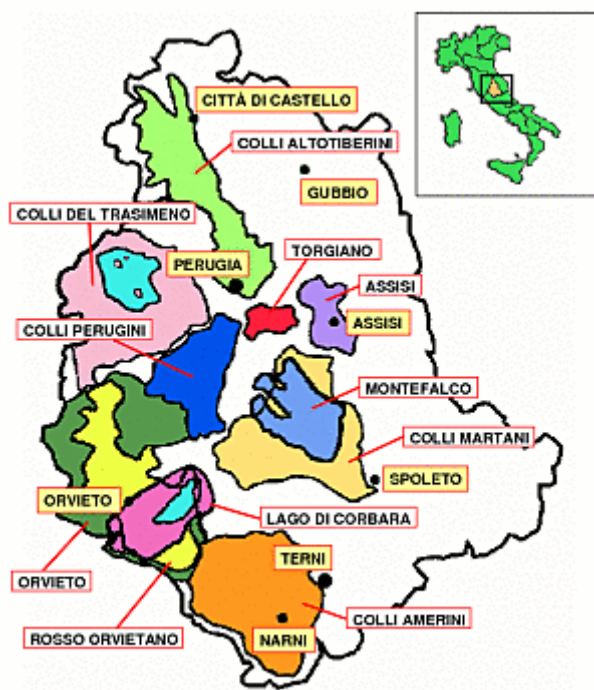 CITTÀ DI CASTELLO
COLLI ALTOTIBERINI
GUBBIO
COLLI DEL TRASIMENO
TORGIANO
PERUGIA
ASSISI
COLLI PERUGINI
ASSISI
MONTEFALCO
COLLI MARTANI
SPOLETO
ORVIETO
LAGO DI CORBARA
TERNI
ORVIETO
COLLI AMERINI
ROSSO ORVIETANO
NARNI